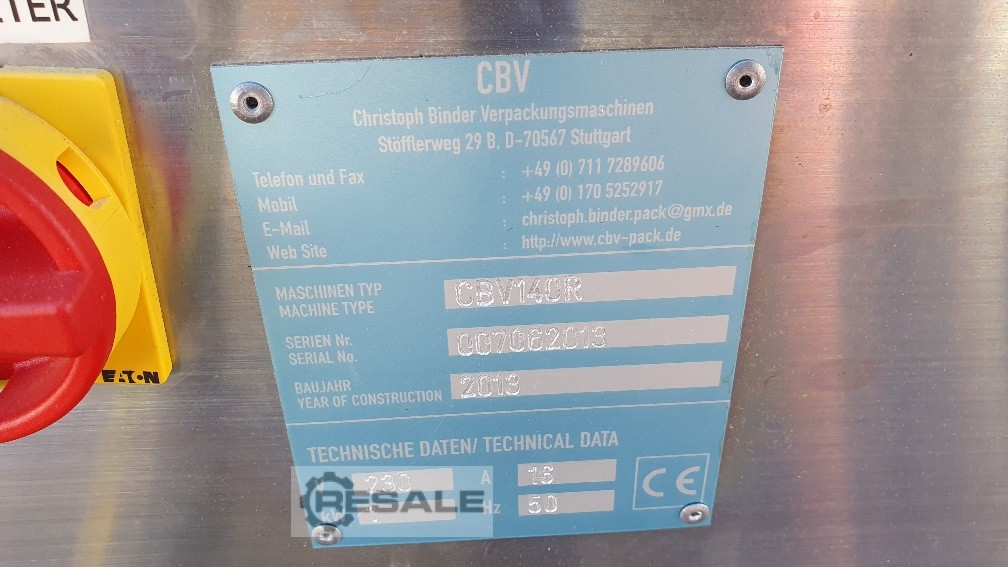 ETER
CBV
Christoph Binder Verpackungsmaschinen
Stöfflerweg 29 B, D-70567 Stuttgart
Telefon und Fax : +49 (0) 711 7289606
Mobil : +49 (0) 170 5252917
E-Mail : christoph.binder.pack@gmx.de
Web Site : http://www.cbv-pack.de
MASCHINEN TYP
MACHINE TYPE
CBV140R
SERIEN Nr.
SERIAL No.
007062013
BAUJAHR
YEAR OF CONSTRUCTION
2013
EATON
TECHNISCHE DATEN/ TECHNICAL DATA
230 A 16
Hz 50
CE
RESALE